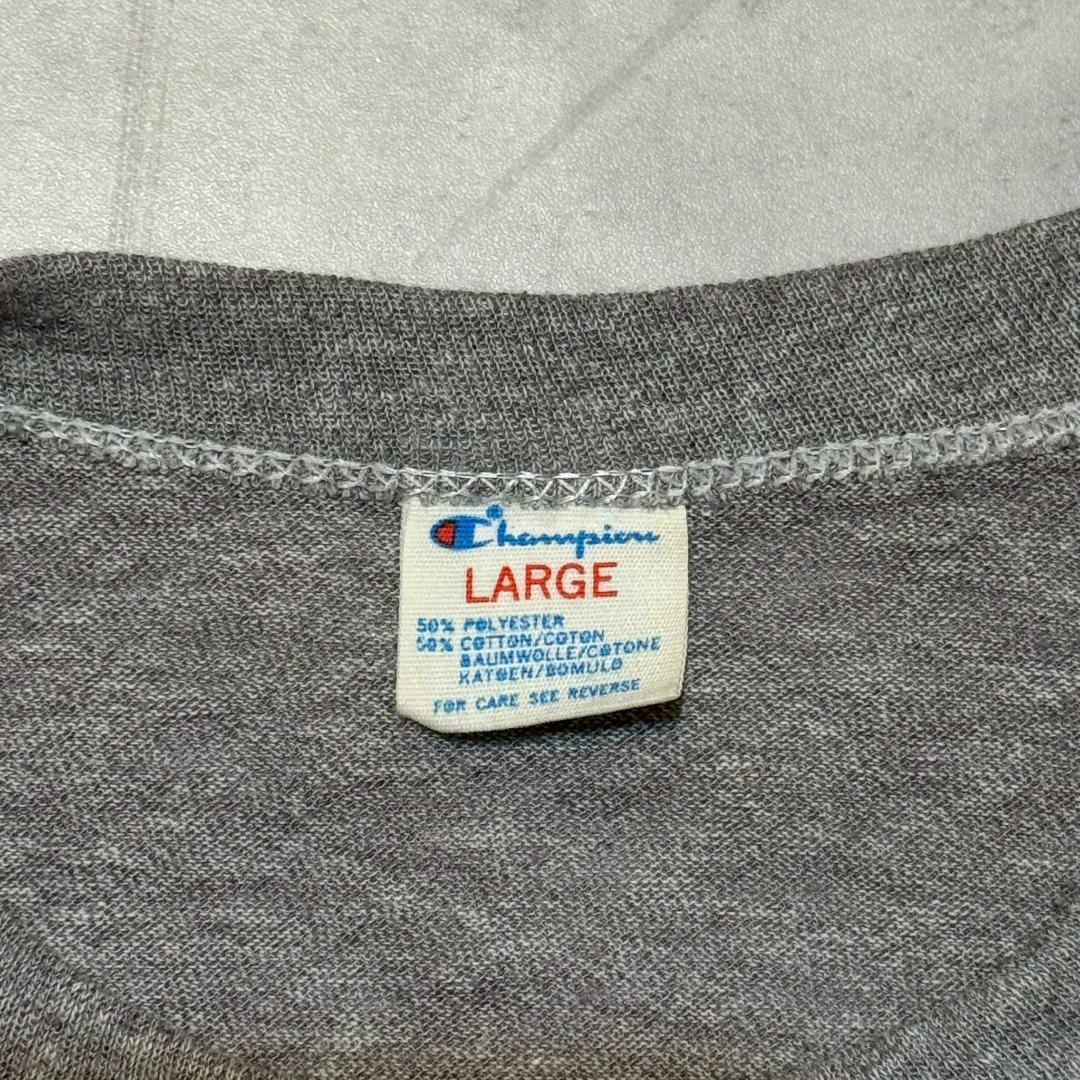 Champion
LARGE
50% POLYESTER
50% COTTON/COTON
BAUMWOLLE/COTONE
KATOEN/BOMULD
FOR CARE SEE REVERSE